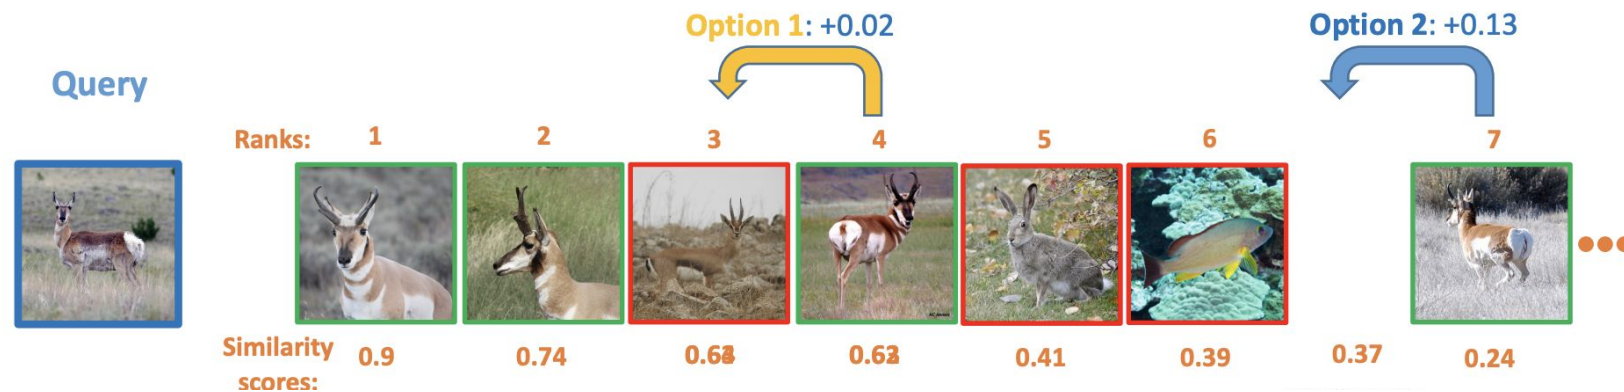 Option 1: +0.02
Option 2: +0.13
Query
Ranks: 1 2 3 4 5 6 7
Similarity scores: 0.9 0.74 0.41 0.39 0.37 0.24